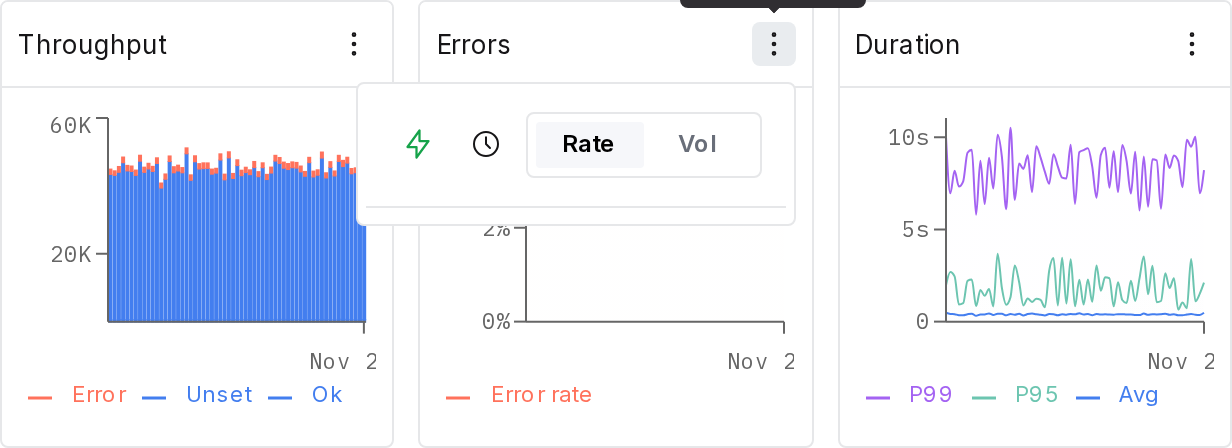 Throughput
60K
20K
Nov 2
Error Unset Ok
Errors
Rate Vol
2%
0%
Nov 2
Error rate
Duration
10s
5s
0
Nov 2
P99 P95 Avg